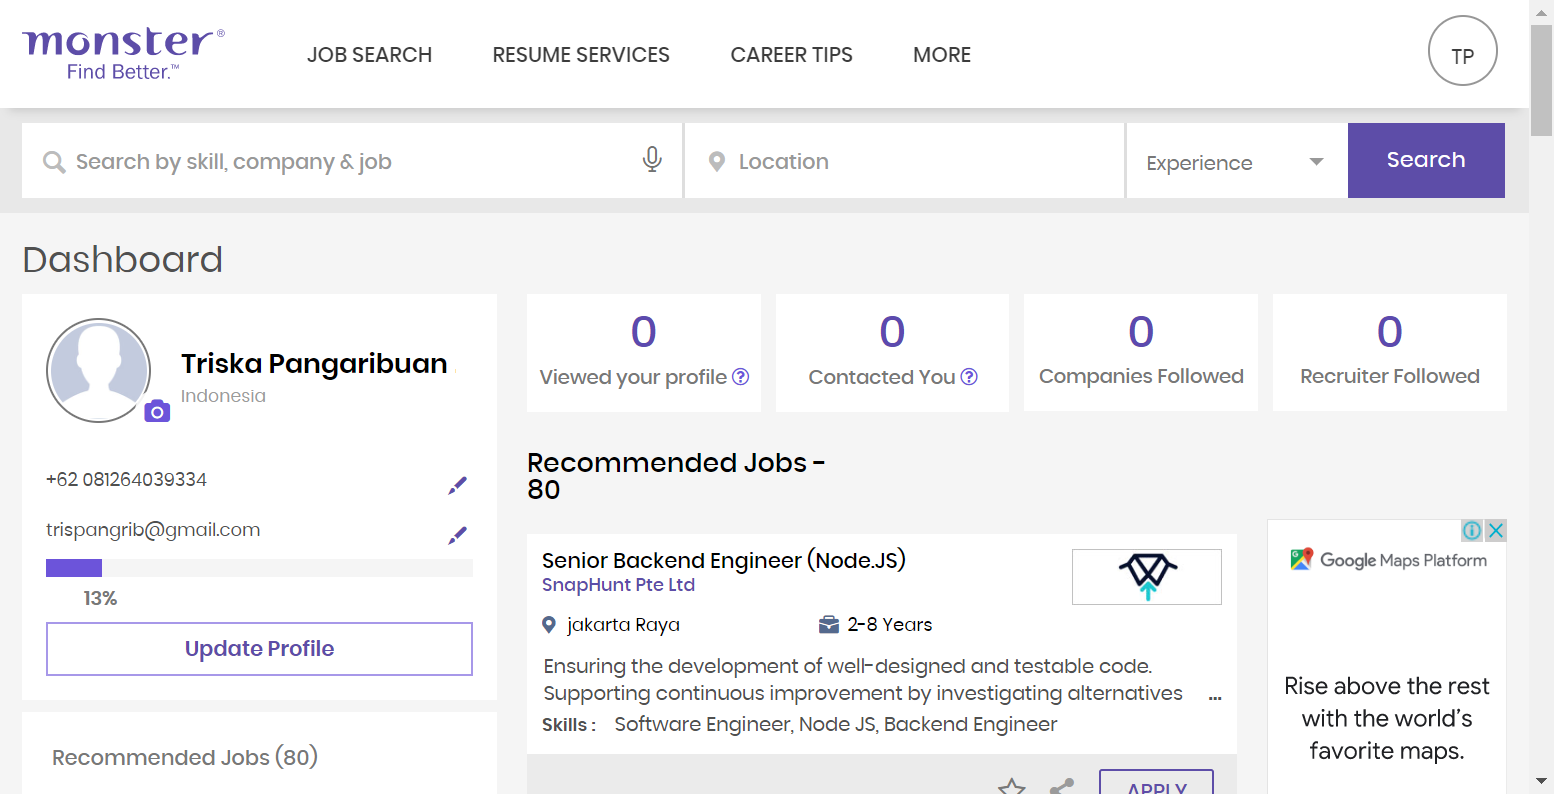 monster®
Find Better.™
JOB SEARCH
RESUME SERVICES
CAREER TIPS
MORE
TP
Search by skill, company & job
Location
Experience
Search
Dashboard
Triska Pangaribuan
Indonesia
+62 081264039334
trispangrib@gmail.com
13%
Update Profile
Recommended Jobs (80)
0
Viewed your profile ?
0
Contacted You ?
0
Companies Followed
0
Recruiter Followed
Recommended Jobs -
80
Senior Backend Engineer (Node.JS)
SnapHunt Pte Ltd
jakarta Raya
2-8 Years
Ensuring the development of well-designed and testable code.
Supporting continuous improvement by investigating alternatives ...
Skills : Software Engineer, Node JS, Backend Engineer
APPLY
Google Maps Platform
Rise above the rest
with the world's
favorite maps.